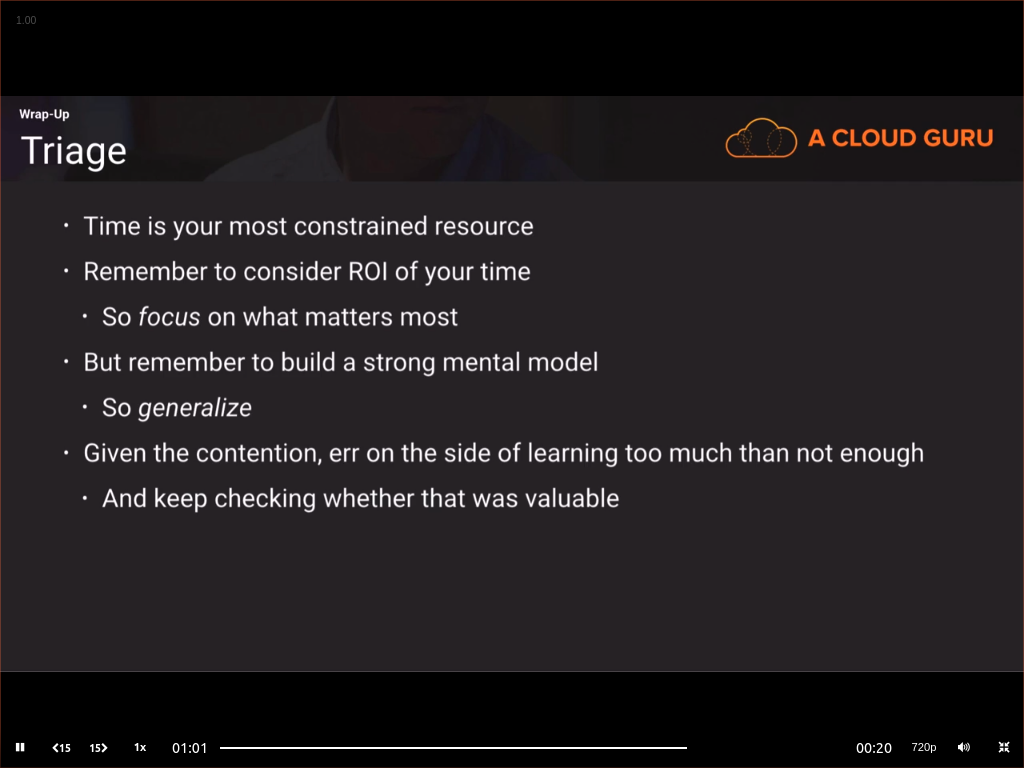 1.00
Wrap-Up
Triage
A CLOUD GURU
• Time is your most constrained resource
• Remember to consider ROI of your time
• So focus on what matters most
• But remember to build a strong mental model
• So generalize
• Given the contention, err on the side of learning too much than not enough
• And keep checking whether that was valuable
15 15 1x 01:01 00:20 720p